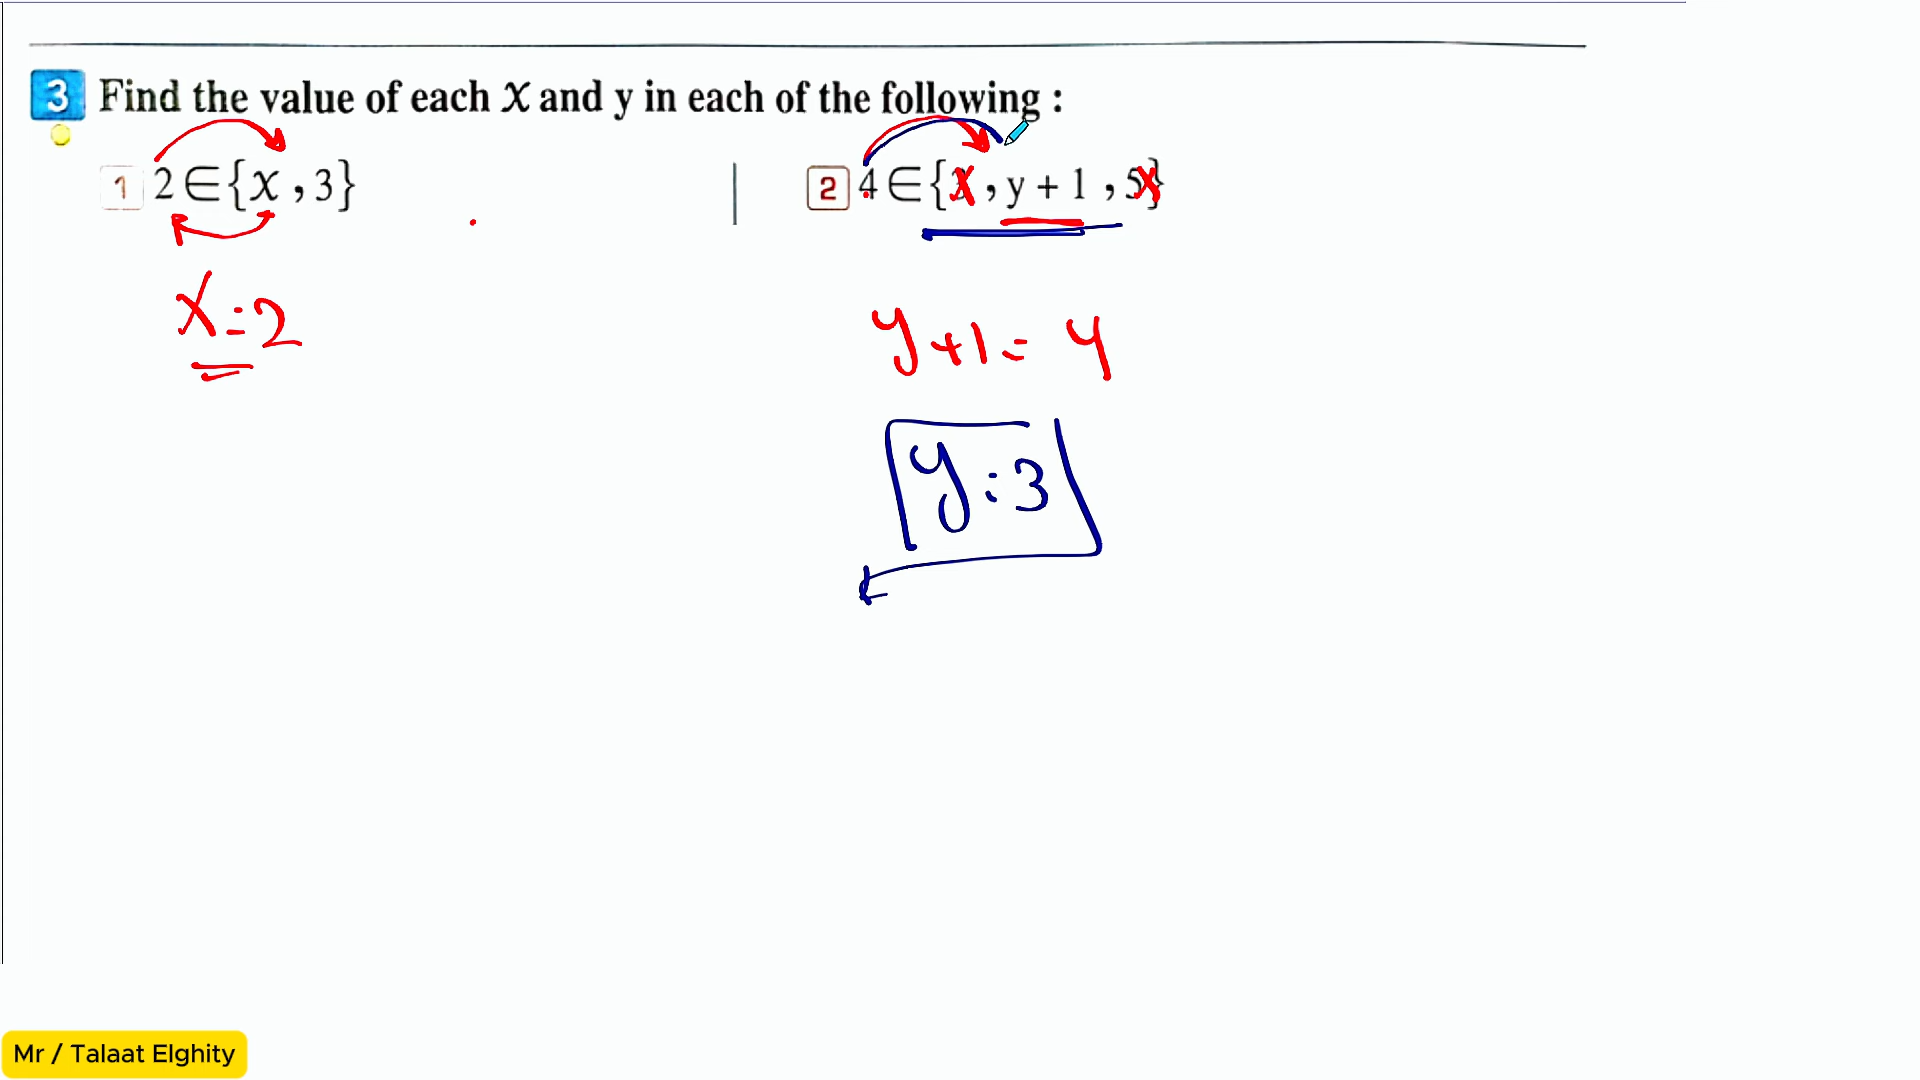 3 Find the value of each x and y in each of the following :
1 2 ∈ {x , 3}
2 4 ∈ { , y + 1 , 5}
x = 2
y + 1 = 4
y = 3
Mr / Talaat Elghity